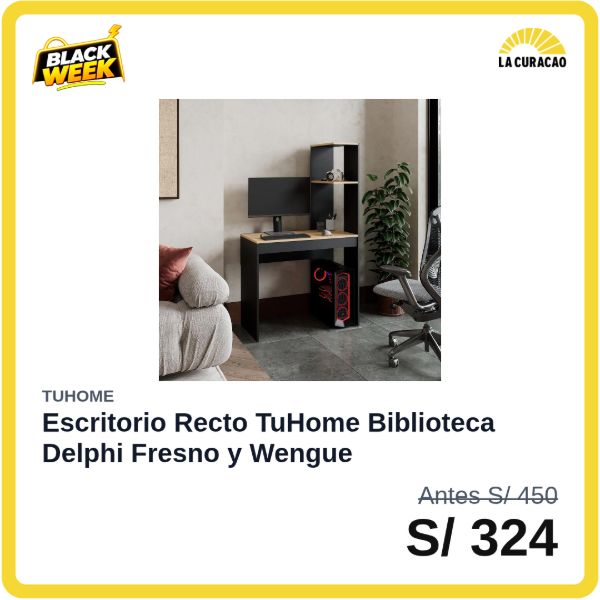 BLACK
WEEK
LA CURACAO
TUHOME
Escritorio Recto TuHome Biblioteca
Delphi Fresno y Wengue
Antes S/ 450
S/ 324